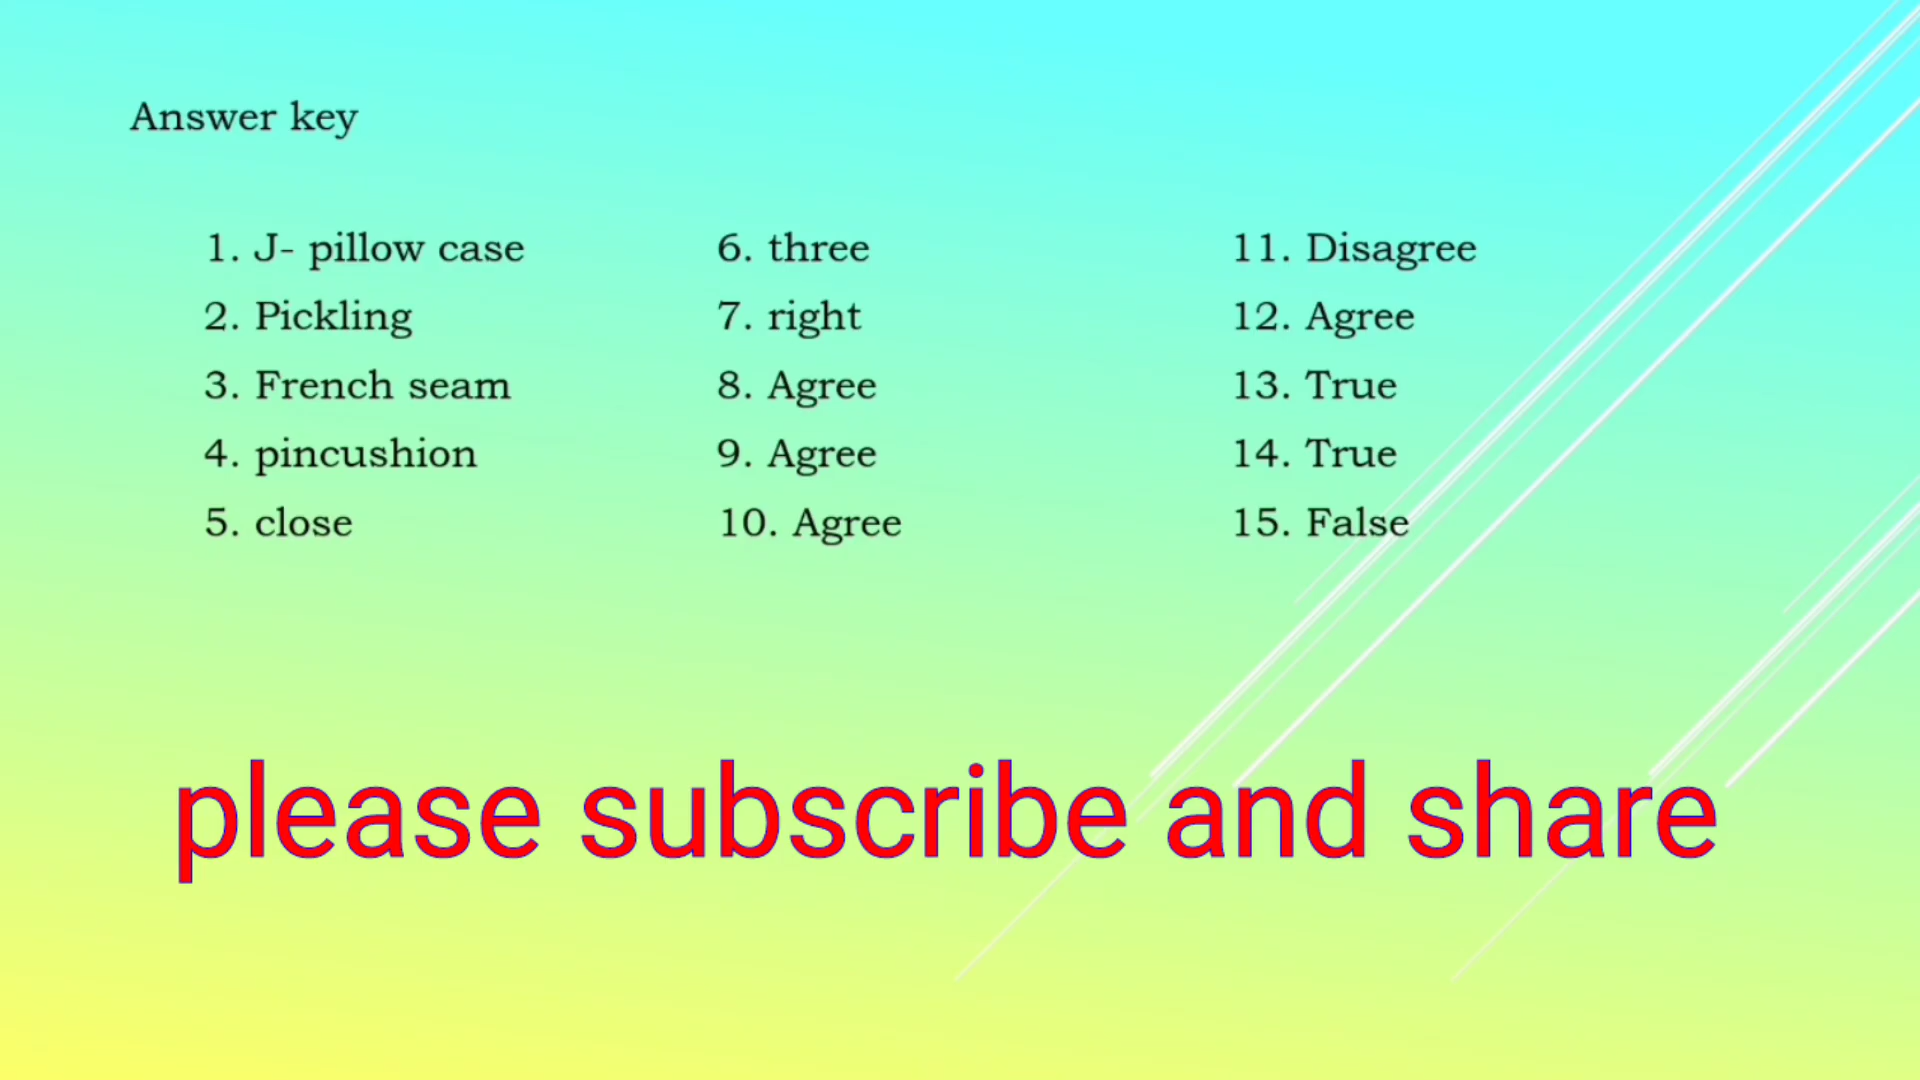 Answer key
1. J- pillow case
2. Pickling
3. French seam
4. pincushion
5. close
6. three
7. right
8. Agree
9. Agree
10. Agree
11. Disagree
12. Agree
13. True
14. True
15. False
please subscribe and share